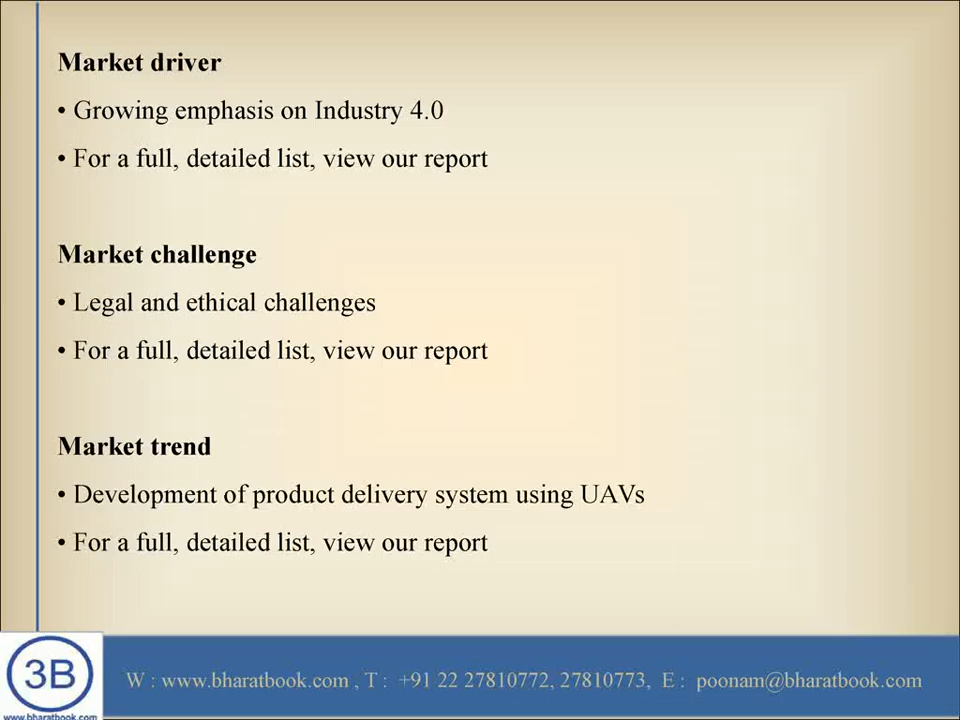 Market driver
• Growing emphasis on Industry 4.0
• For a full, detailed list, view our report
Market challenge
• Legal and ethical challenges
• For a full, detailed list, view our report
Market trend
• Development of product delivery system using UAVs
• For a full, detailed list, view our report
3B
www.bharatbook.com
W : www.bharatbook.com , T : +91 22 27810772, 27810773, E : poonam@bharatbook.com